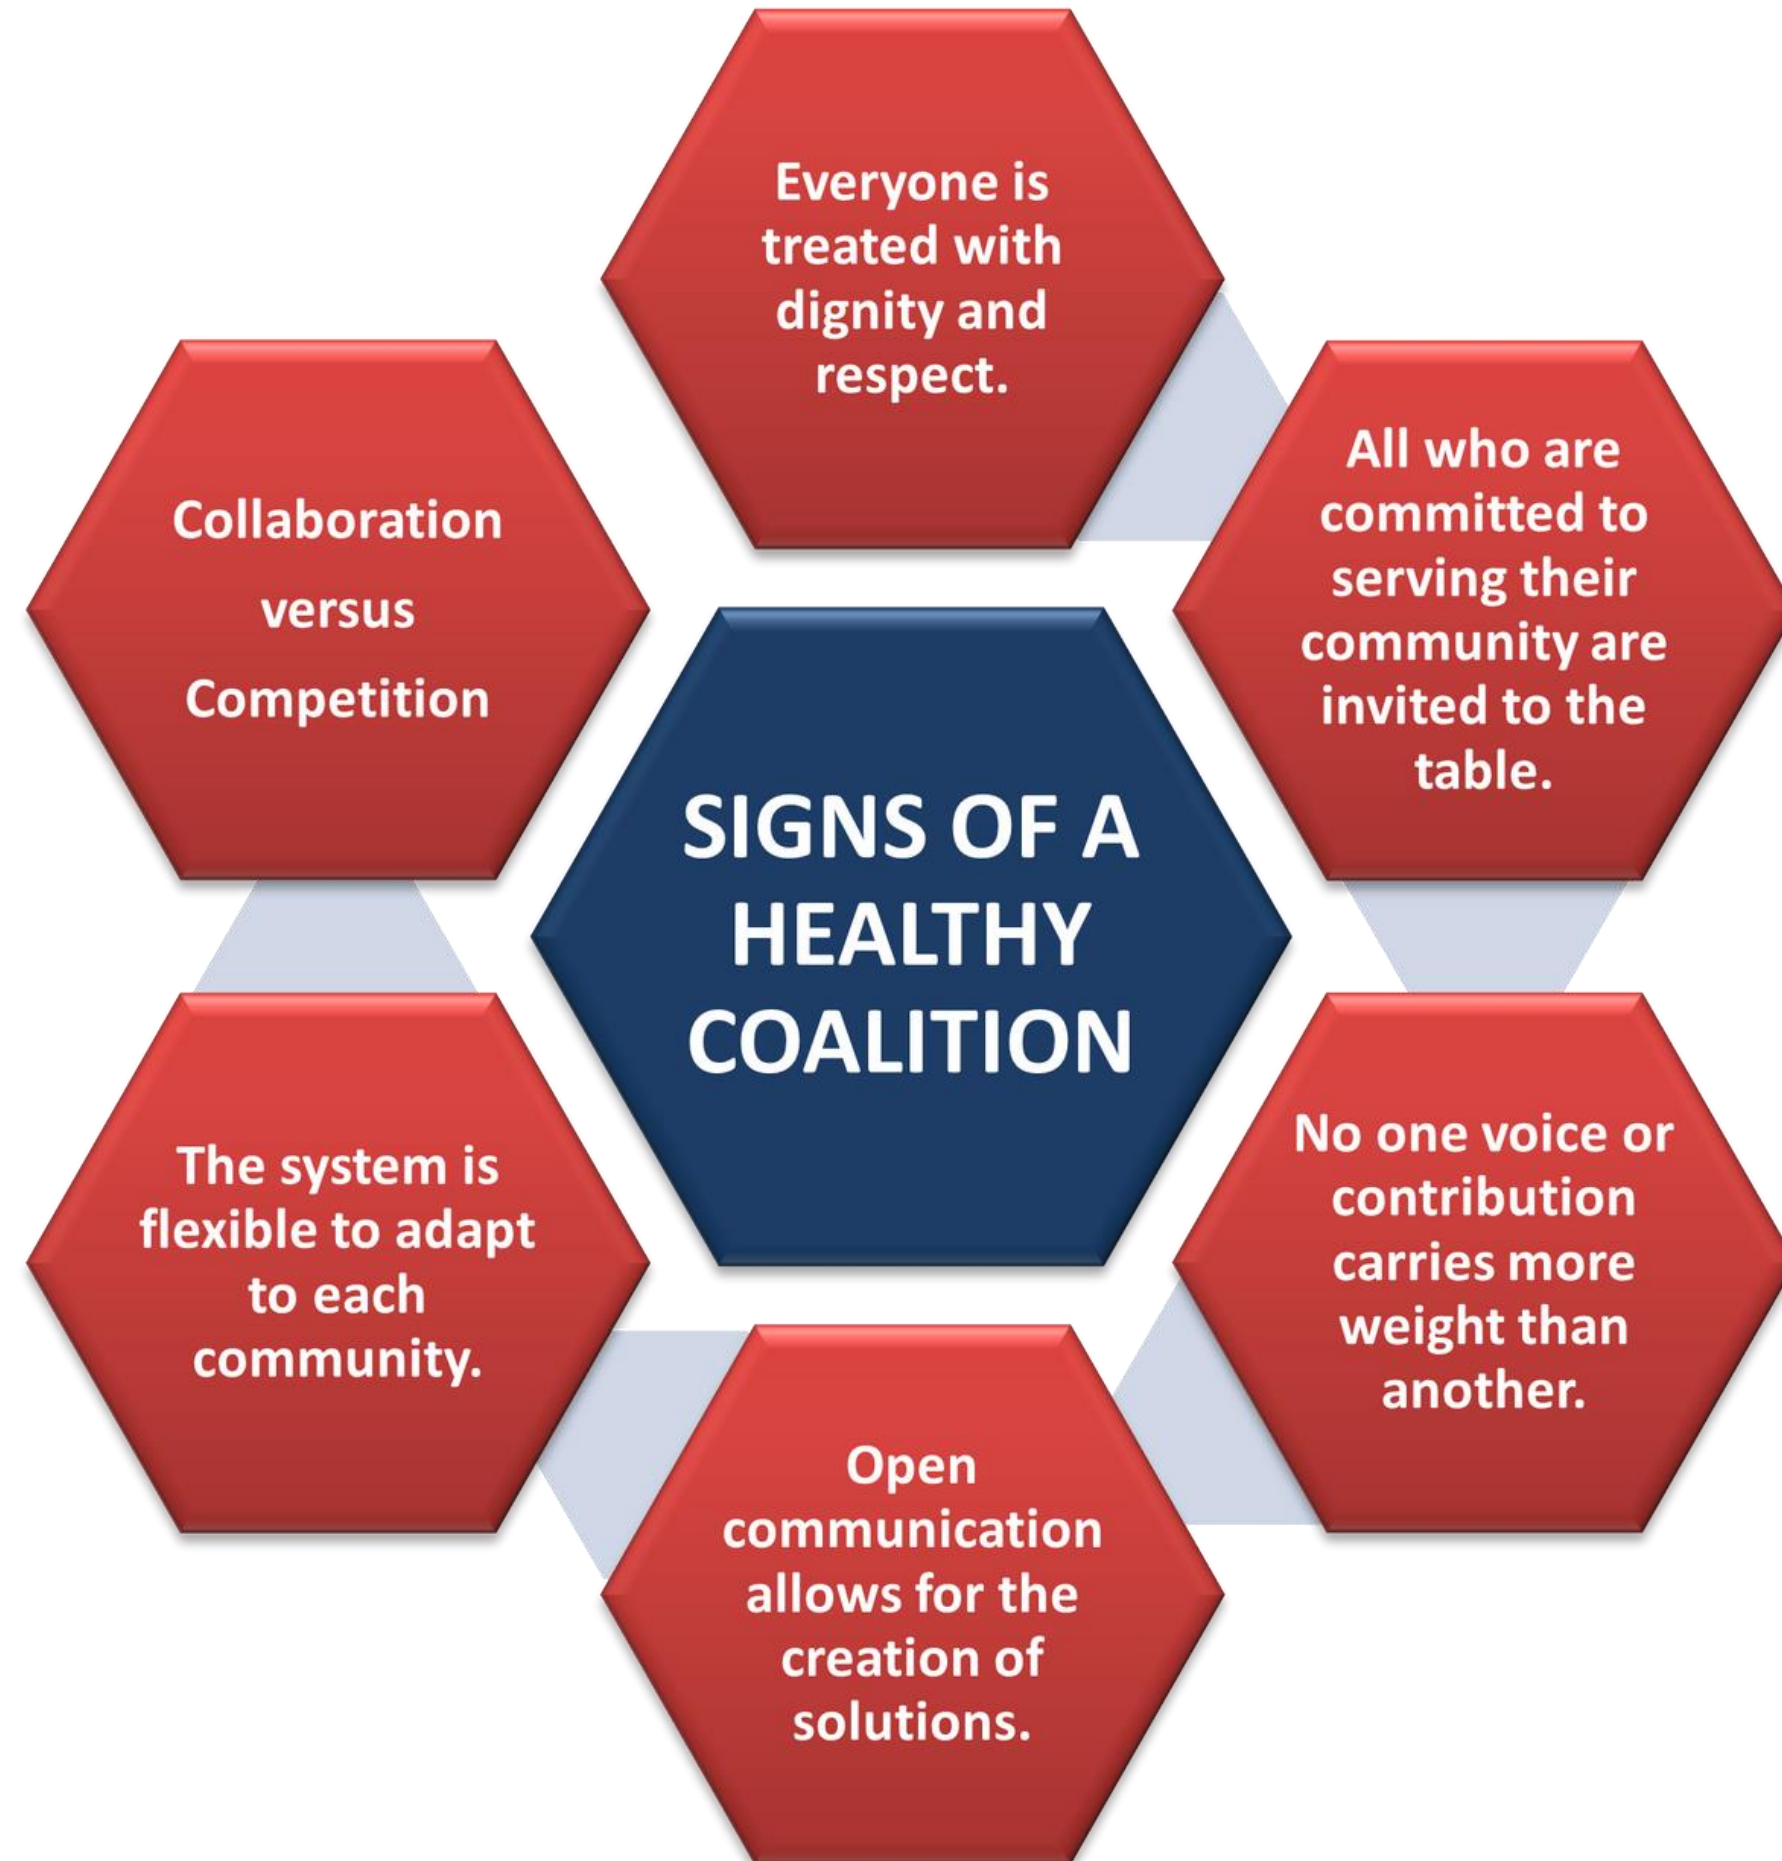 Everyone is
treated with
dignity and
respect.
All who are
committed to
serving their
community are
invited to the
table.
No one voice or
contribution
carries more
weight than
another.
Open
communication
allows for the
creation of
solutions.
The system is
flexible to adapt
to each
community.
Collaboration
versus
Competition
SIGNS OF A
HEALTHY
COALITION